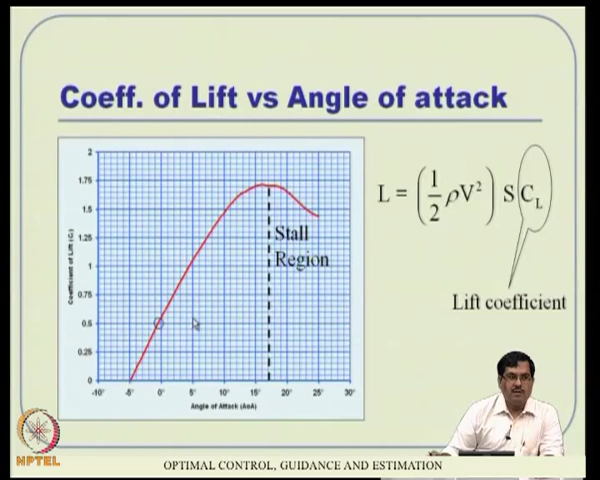 Coeff. of Lift vs Angle of attack
2
1.75
1.5
1.25
1
0.75
0.5
0.25
0
Coefficient of Lift (Cl)
-10° -5° 0° 5° 10° 15° 20° 25° 30°
Angle of Attack (AoA)
Stall
Region
L = (1/2 ρV²) S C_L
Lift coefficient
NPTEL
OPTIMAL CONTROL, GUIDANCE AND ESTIMATION